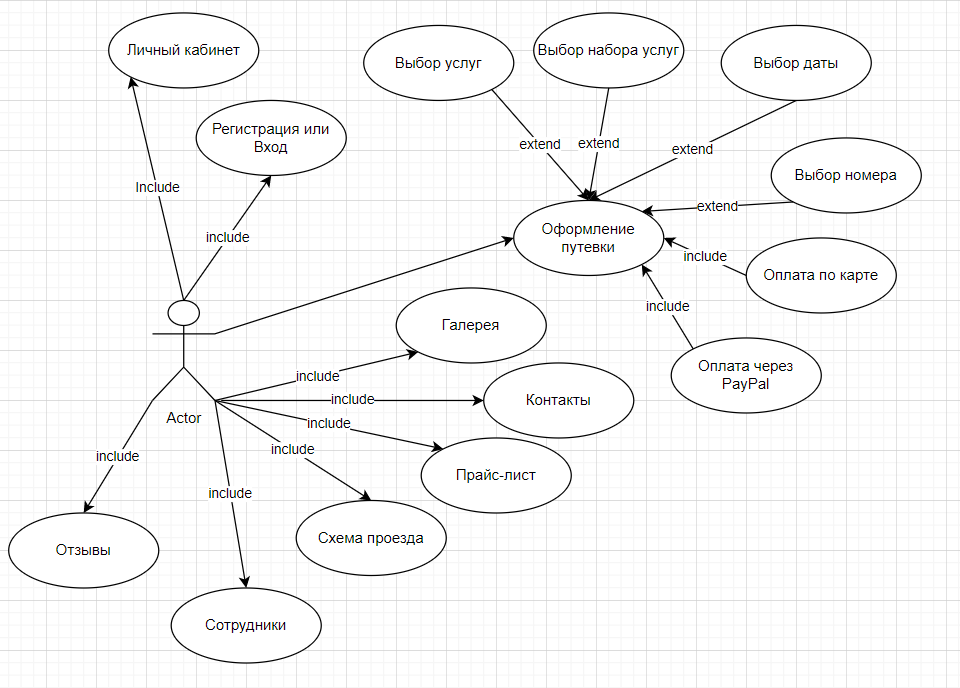 Личный кабинет
Выбор услуг
Выбор набора услуг
Выбор даты
Регистрация или
Вход
extend
extend
extend
Выбор номера
Include
extend
include
Оформление
путевки
include
Оплата по карте
include
Галерея
Оплата через
PayPal
include
include
Контакты
Actor
include
include
include
Прайс-лист
include
Схема проезда
Отзывы
Сотрудники